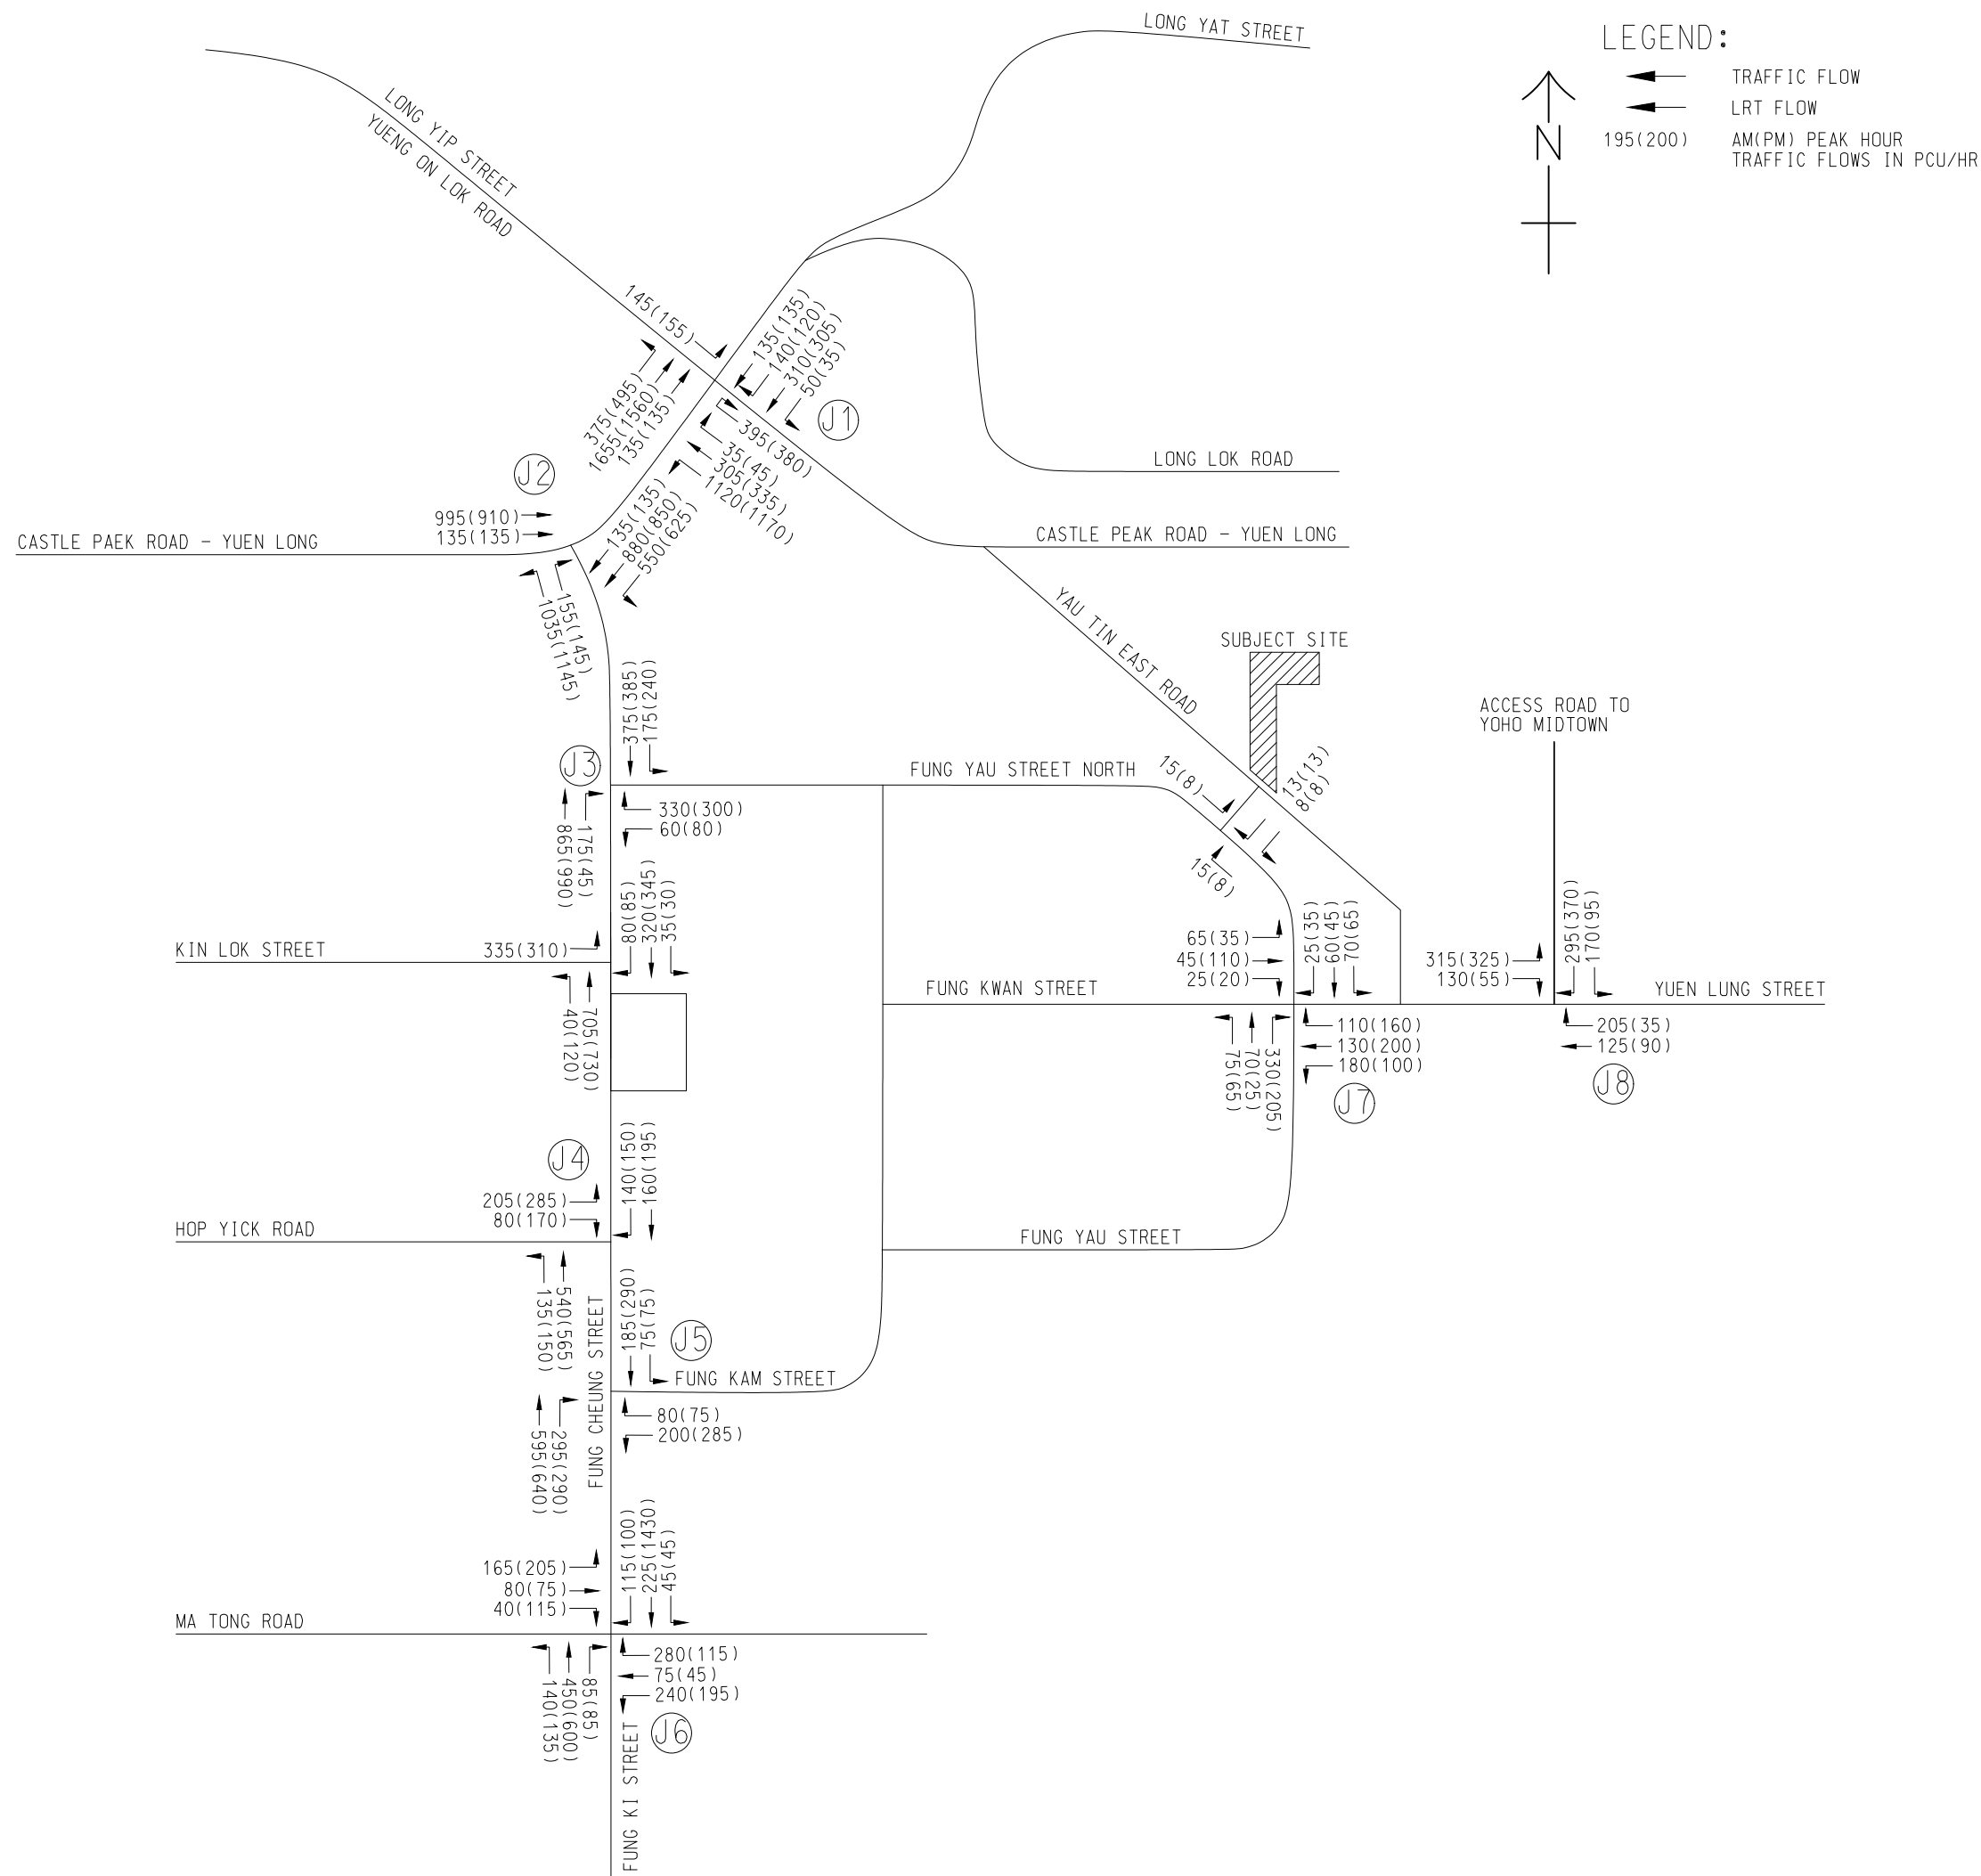 LONG YAT STREET
LEGEND:
TRAFFIC FLOW
LRT FLOW
195(200)
AM(PM) PEAK HOUR
TRAFFIC FLOWS IN PCU/HR
N
LONG YIP STREET
YUENG ON LOK ROAD
145(155)
135(135)
140(120)
310(305)
50(35)
J1
375(495)
1655(1560)
135(135)
395(380)
35(45)
305(335)
1120(1170)
LONG LOK ROAD
J2
995(910)
135(135)
CASTLE PAEK ROAD - YUEN LONG
135(135)
880(850)
550(625)
CASTLE PEAK ROAD - YUEN LONG
155(145)
1035(1145)
YAU TIN EAST ROAD
SUBJECT SITE
375(385)
175(240)
ACCESS ROAD TO
YOHO MIDTOWN
J3
FUNG YAU STREET NORTH
15(8)
13(13)
8(8)
330(300)
60(80)
175(45)
865(990)
15(8)
80(85)
320(345)
35(30)
KIN LOK STREET
335(310)
65(35)
45(110)
25(20)
25(35)
60(45)
70(65)
315(325)
130(55)
295(370)
170(95)
FUNG KWAN STREET
YUEN LUNG STREET
705(730)
40(120)
330(205)
70(25)
75(65)
110(160)
130(200)
180(100)
J7
205(35)
125(90)
J8
J4
140(150)
160(195)
205(285)
80(170)
HOP YICK ROAD
FUNG YAU STREET
540(565)
135(150)
FUNG CHEUNG STREET
185(290)
75(75)
J5
FUNG KAM STREET
80(75)
200(285)
295(290)
595(640)
115(100)
225(1430)
45(45)
165(205)
80(75)
40(115)
MA TONG ROAD
280(115)
75(45)
240(195)
85(85)
450(600)
140(135)
J6
FUNG KI STREET